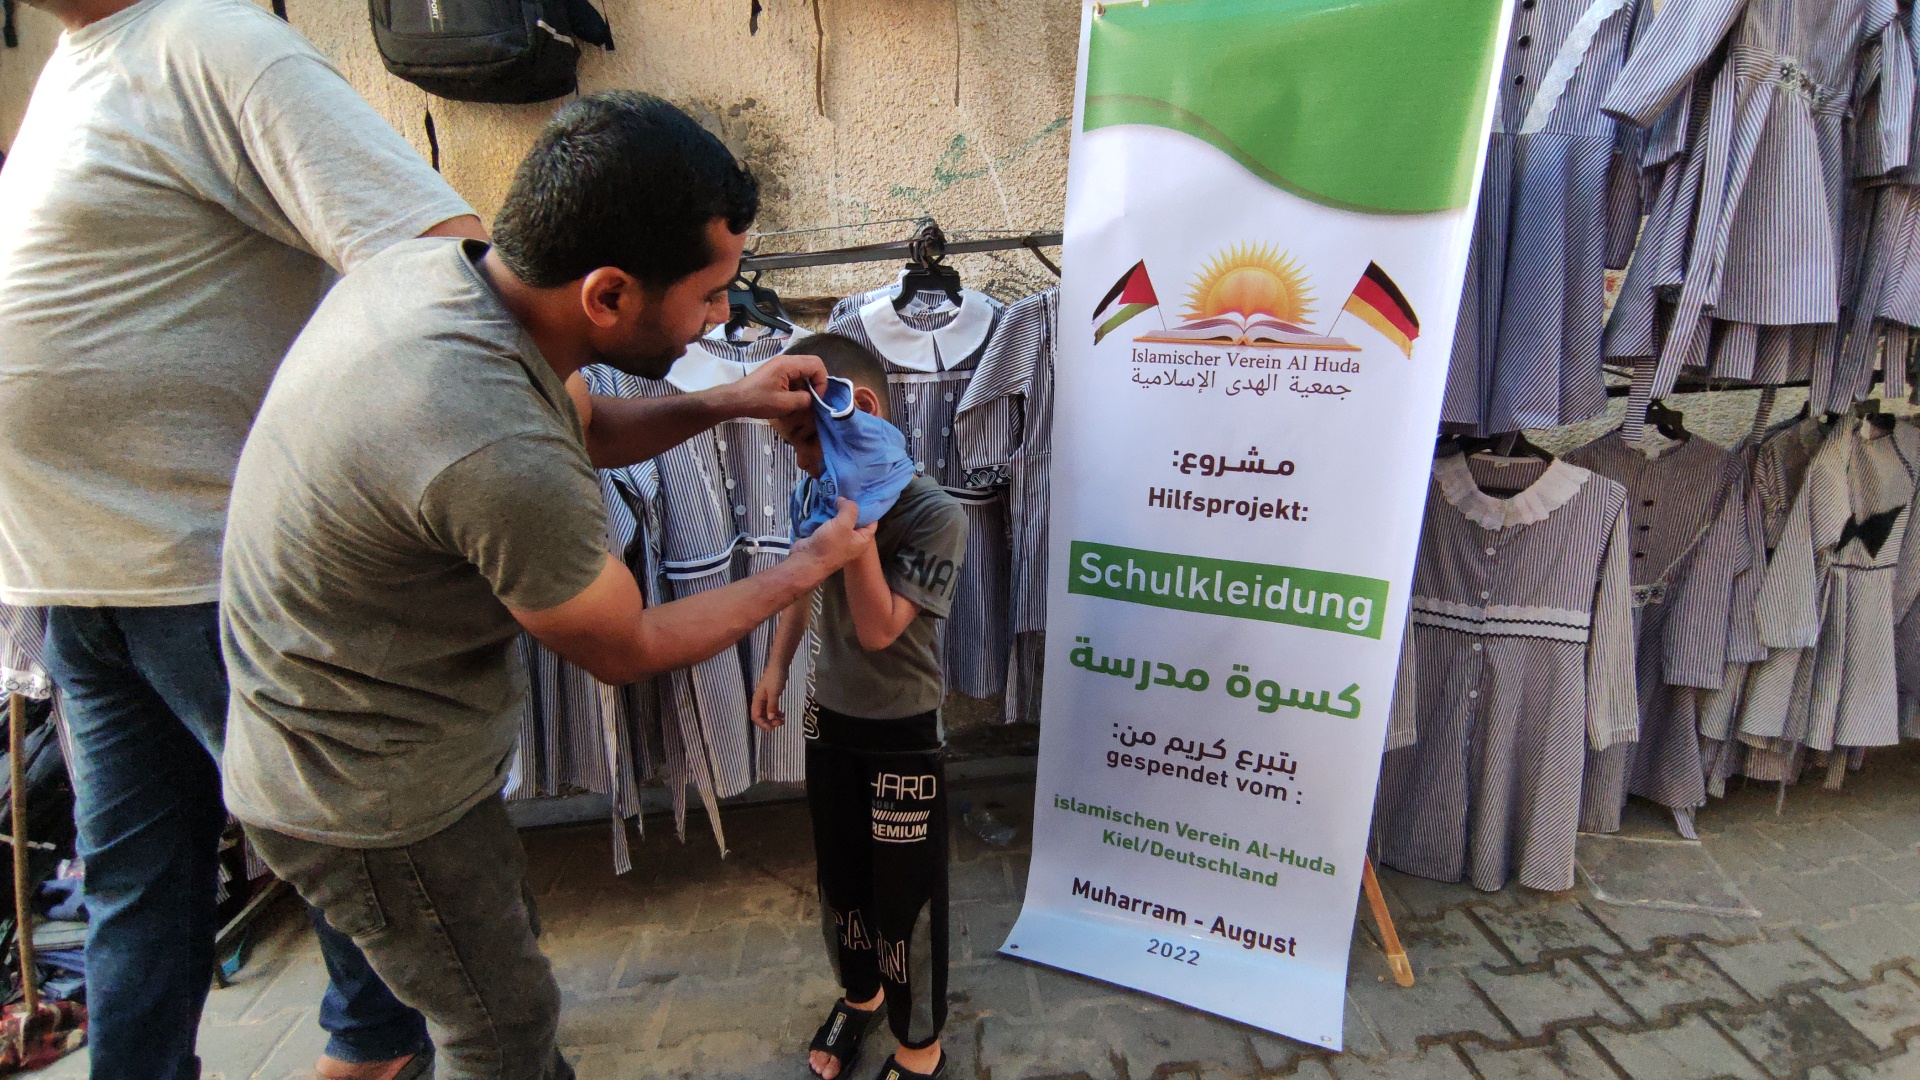 Islamischer Verein Al Huda
جمعية الهدى الإسلامية
مشروع:
Hilfsprojekt:
Schulkleidung
كسوة مدرسة
بتبرع كريم من:
gespendet vom :
islamischen Verein Al-Huda
Kiel/Deutschland
Muharram - August
2022
HARD
PREMIUM